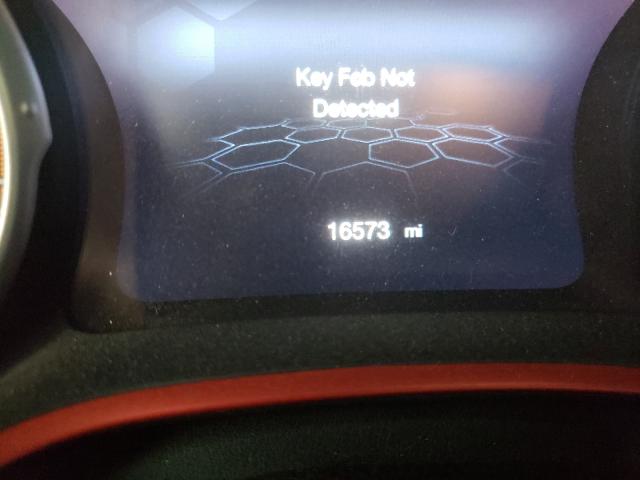 Key Fob Not
Detected
16573 mi